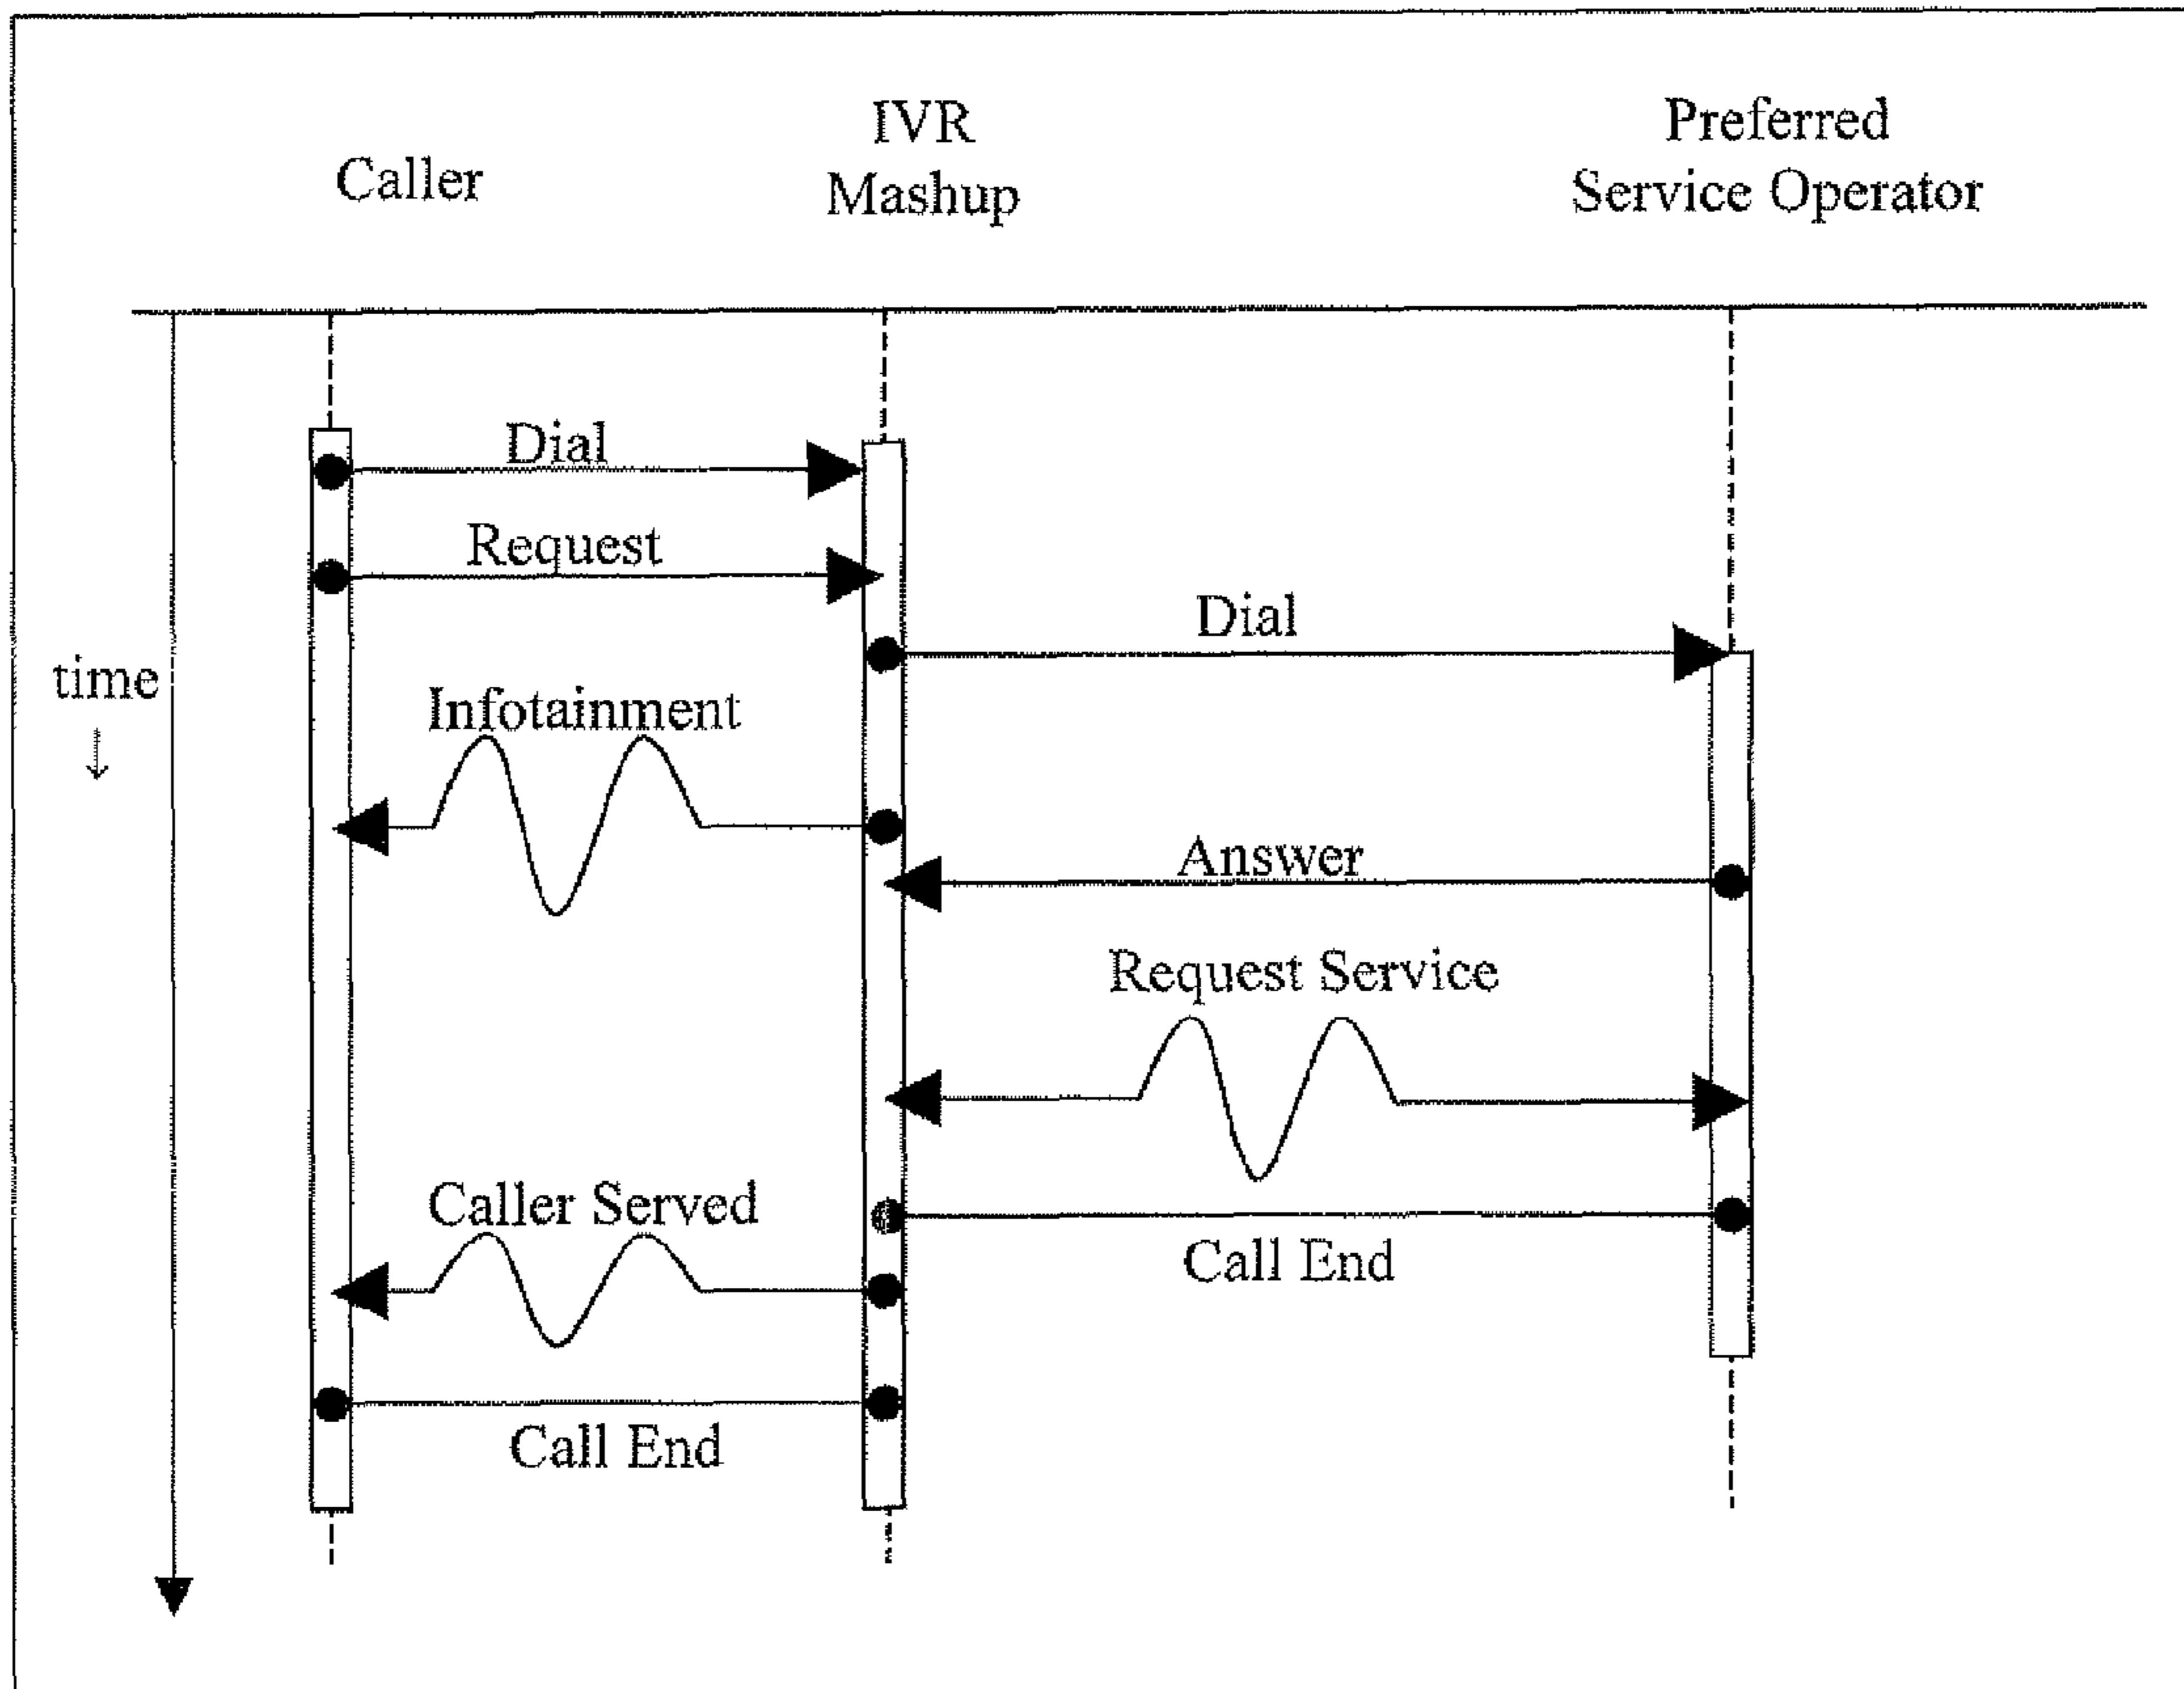 Caller
IVR
Mashup
Preferred
Service Operator
Dial
Request
Dial
time
Infotainment
Answer
Request Service
Caller Served
Call End
Call End